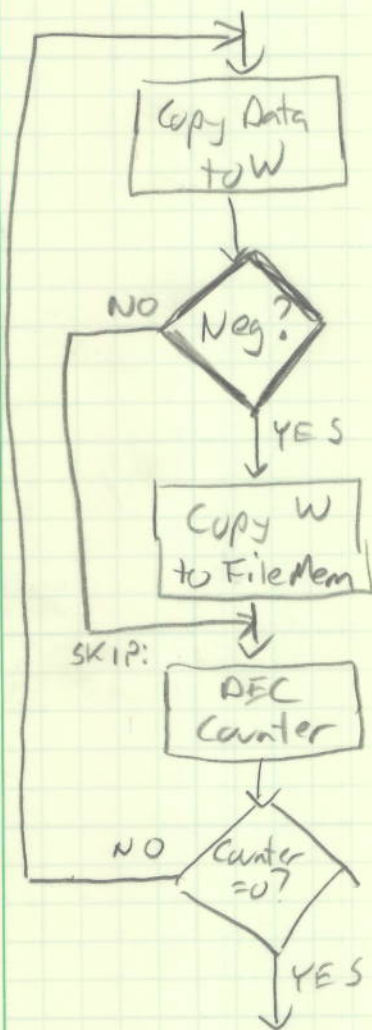 Copy Data
to W
NO
Neg?
YES
Copy W
to FileMem
SKIP:
DEC
Counter
NO
Counter
=0?
YES